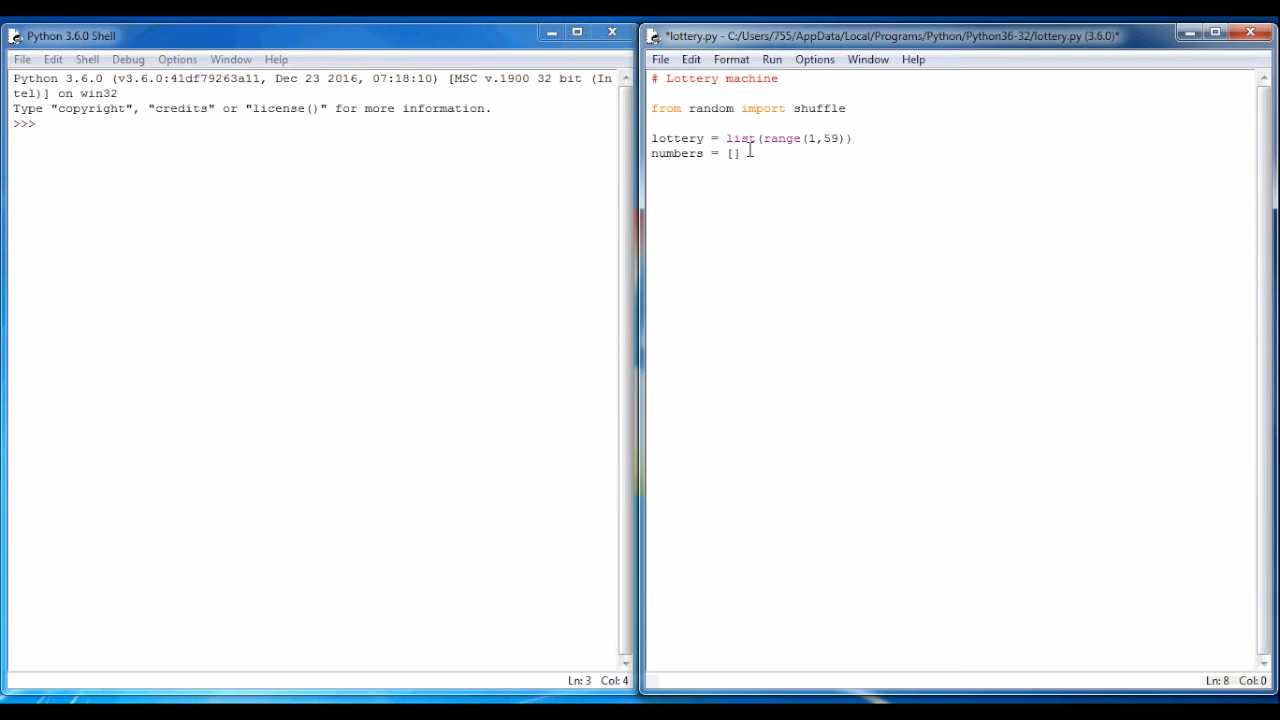 Python 3.6.0 Shell
File Edit Shell Debug Options Window Help
Python 3.6.0 (v3.6.0:41df79263a11, Dec 23 2016, 07:18:10) [MSC v.1900 32 bit (In
tel)] on win32
Type "copyright", "credits" or "license()" for more information.
>>>
Ln: 3 Col: 4
*lottery.py - C:/Users/755/AppData/Local/Programs/Python/Python36-32/lottery.py (3.6.0)*
File Edit Format Run Options Window Help
# Lottery machine
from random import shuffle
lottery = list(range(1,59))
numbers = []
Ln: 8 Col: 0